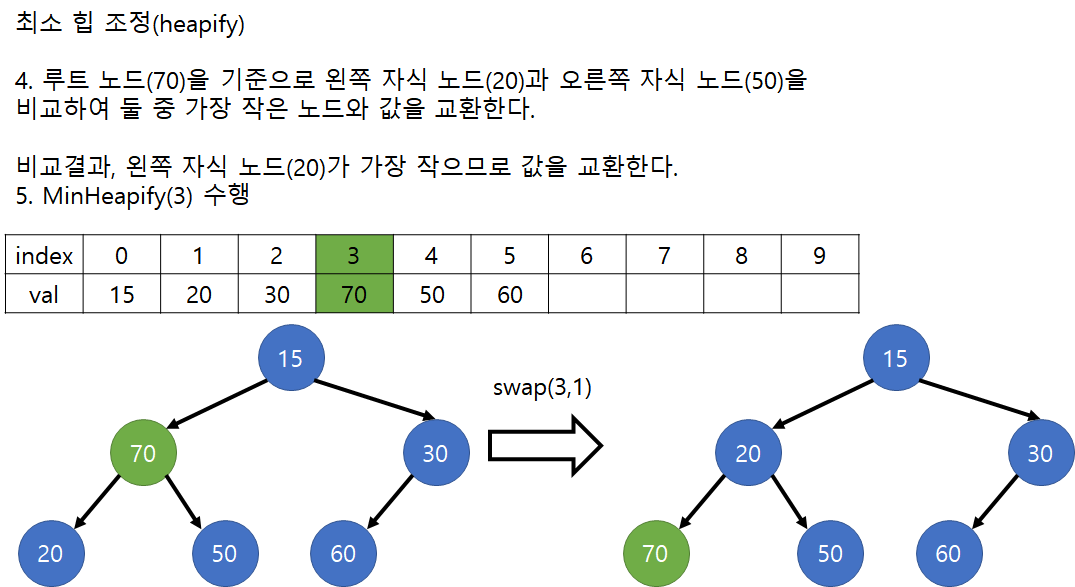 최소 힙 조정(heapify)
4. 루트 노드(70)을 기준으로 왼쪽 자식 노드(20)과 오른쪽 자식 노드(50)을
비교하여 둘 중 가장 작은 노드와 값을 교환한다.
비교결과, 왼쪽 자식 노드(20)가 가장 작으므로 값을 교환한다.
5. MinHeapify(3) 수행
index 0 1 2 3 4 5 6 7 8 9
val 15 20 30 70 50 60
15
swap(3,1)
70 30
20 50 60
15
20 30
70 50 60